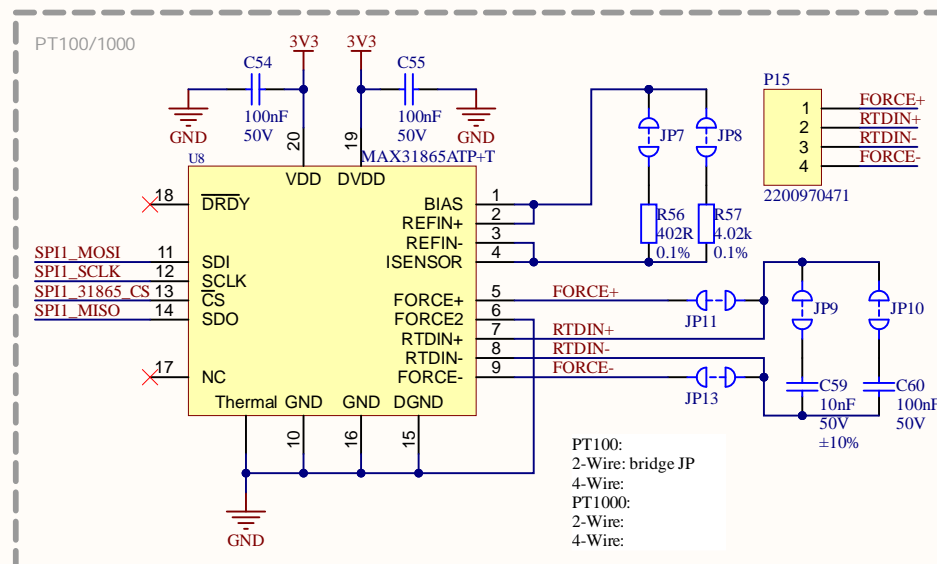 PT100/1000
3V3
3V3
C54
100nF
50V
GND
C55
100nF
50V
GND
20
19
U8
MAX31865ATP+T
VDD
DVDD
18
DRDY
SPI1_MOSI
11
SDI
SPI1_SCLK
12
SCLK
SPI1_31865_CS
13
CS
SPI1_MISO
14
SDO
17
NC
BIAS
1
REFIN+
2
REFIN-
3
ISENSOR
4
FORCE+
5
FORCE2
6
RTDIN+
7
RTDIN-
8
FORCE-
9
Thermal
GND
GND
DGND
10
16
15
GND
JP7
JP8
R56
402R
0.1%
R57
4.02k
0.1%
P15
1
FORCE+
2
RTDIN+
3
RTDIN-
4
FORCE-
2200970471
FORCE+
JP11
RTDIN+
RTDIN-
FORCE-
JP13
JP9
JP10
C59
10nF
50V
±10%
C60
100nF
50V
PT100:
2-Wire: bridge JP
4-Wire:
PT1000:
2-Wire:
4-Wire: